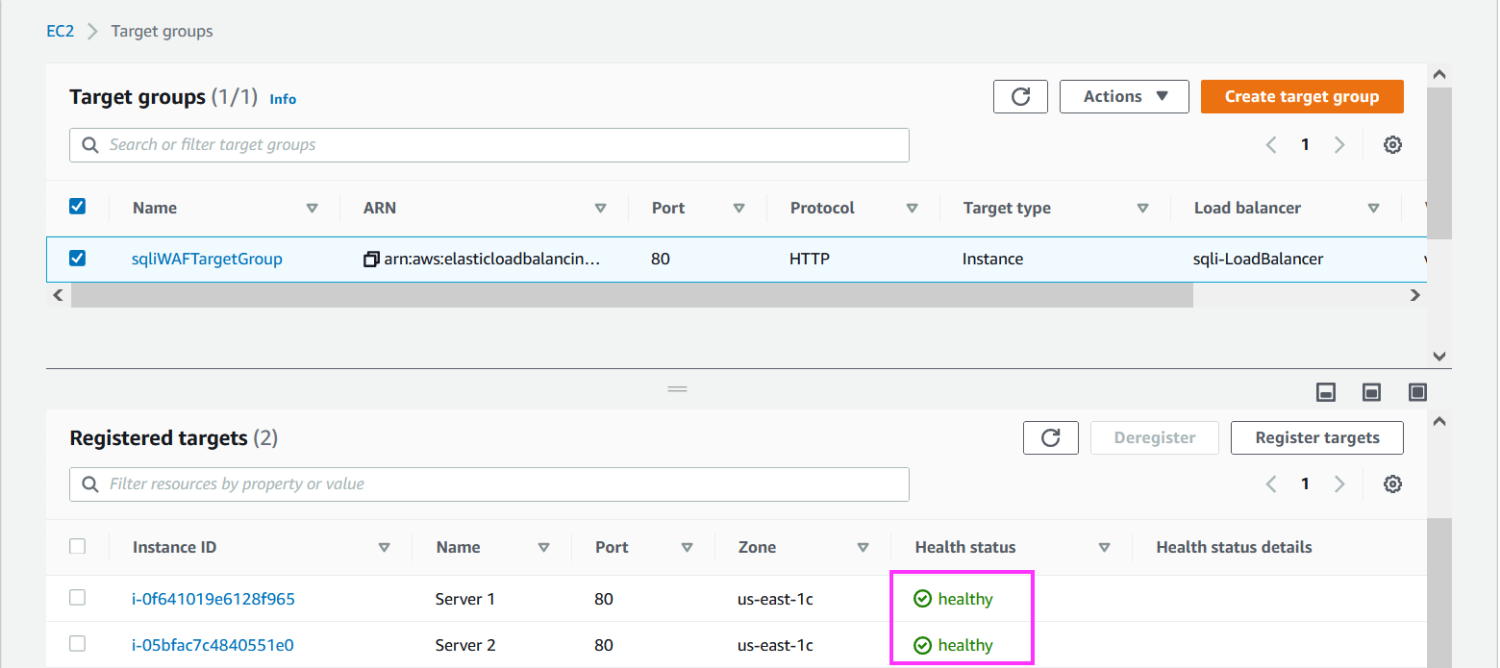 EC2 Target groups
Target groups (1/1) Info Actions Create target group
Search or filter target groups 1
Name ARN Port Protocol Target type Load balancer
sqliWAFTargetGroup arn:aws:elasticloadbalancin... 80 HTTP Instance sqli-LoadBalancer
Registered targets (2) Deregister Register targets
Filter resources by property or value 1
Instance ID Name Port Zone Health status Health status details
i-0f641019e6128f965 Server 1 80 us-east-1c healthy
i-05bfac7c4840551e0 Server 2 80 us-east-1c healthy